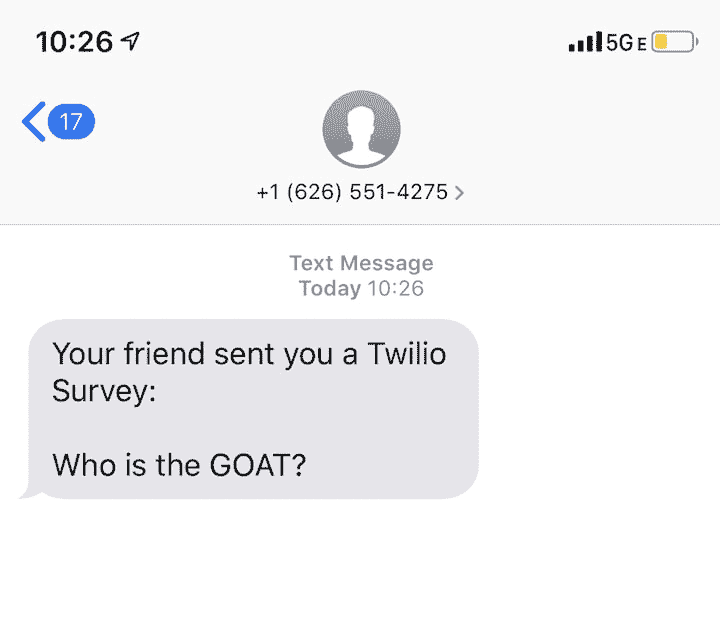 10:26 5GE
17
+1 (626) 551-4275
Text Message
Today 10:26
Your friend sent you a Twilio
Survey:
Who is the GOAT?